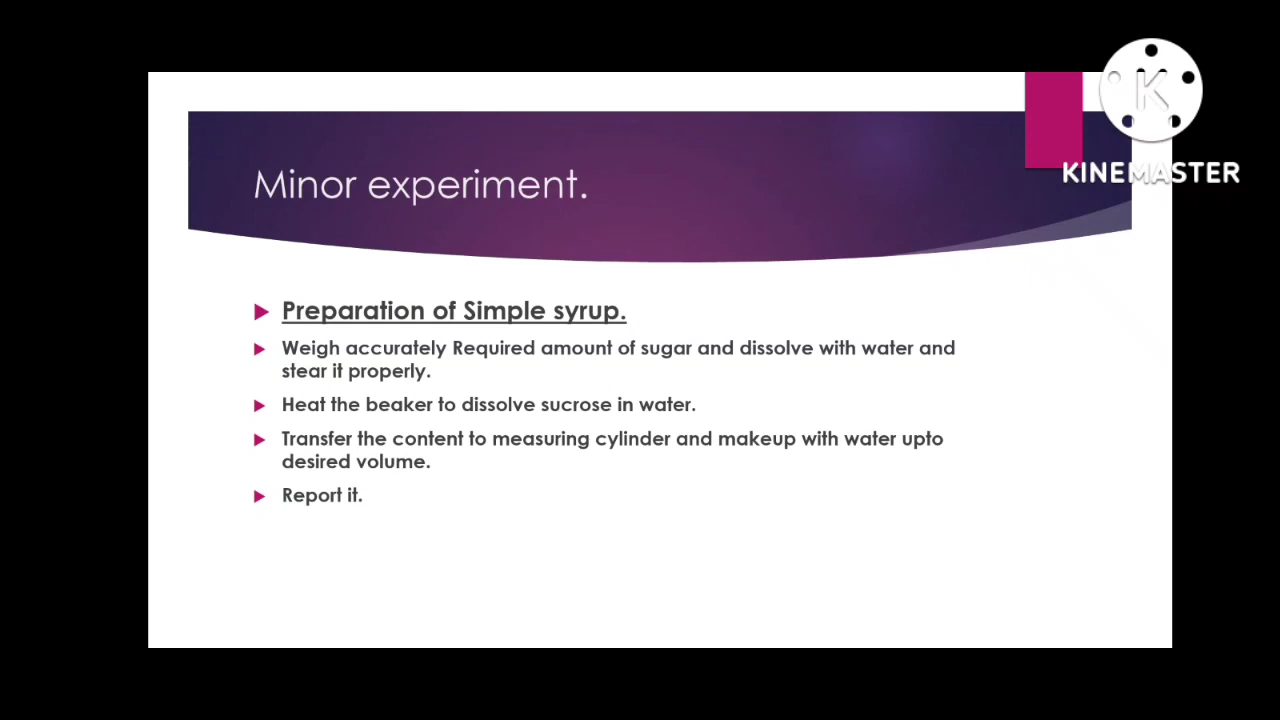 K
KINEMASTER
Minor experiment.
Preparation of Simple syrup.
Weigh accurately Required amount of sugar and dissolve with water and
stear it properly.
Heat the beaker to dissolve sucrose in water.
Transfer the content to measuring cylinder and makeup with water upto
desired volume.
Report it.